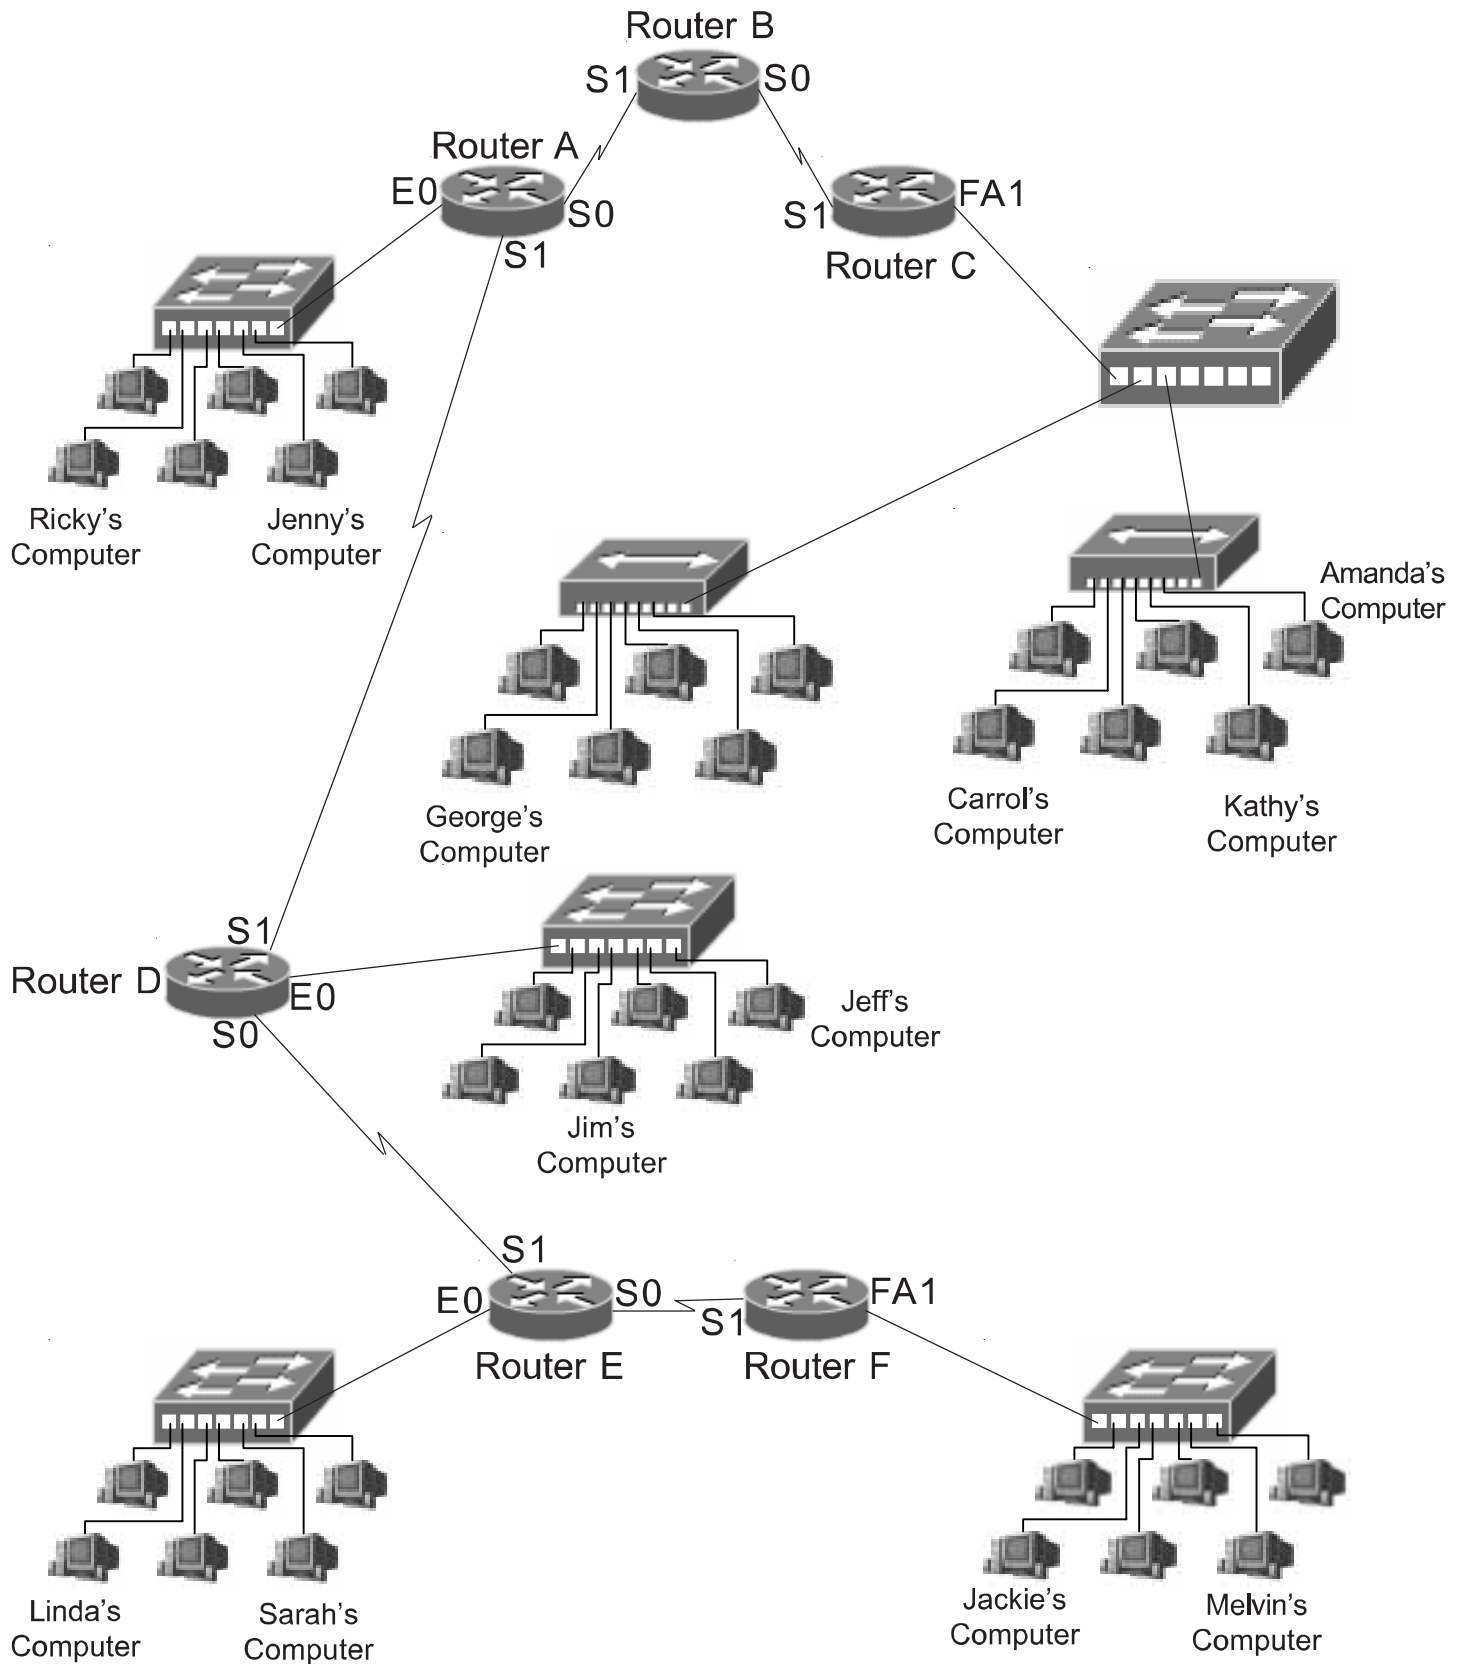 Router B
S1
S0
Router A
E0
S0
S1
FA1
S1
Router C
Ricky's
Computer
Jenny's
Computer
Amanda's
Computer
George's
Computer
Carrol's
Computer
Kathy's
Computer
S1
Router D
E0
S0
Jeff's
Computer
Jim's
Computer
S1
E0
S0
Router E
S1
FA1
Router F
Linda's
Computer
Sarah's
Computer
Jackie's
Computer
Melvin's
Computer